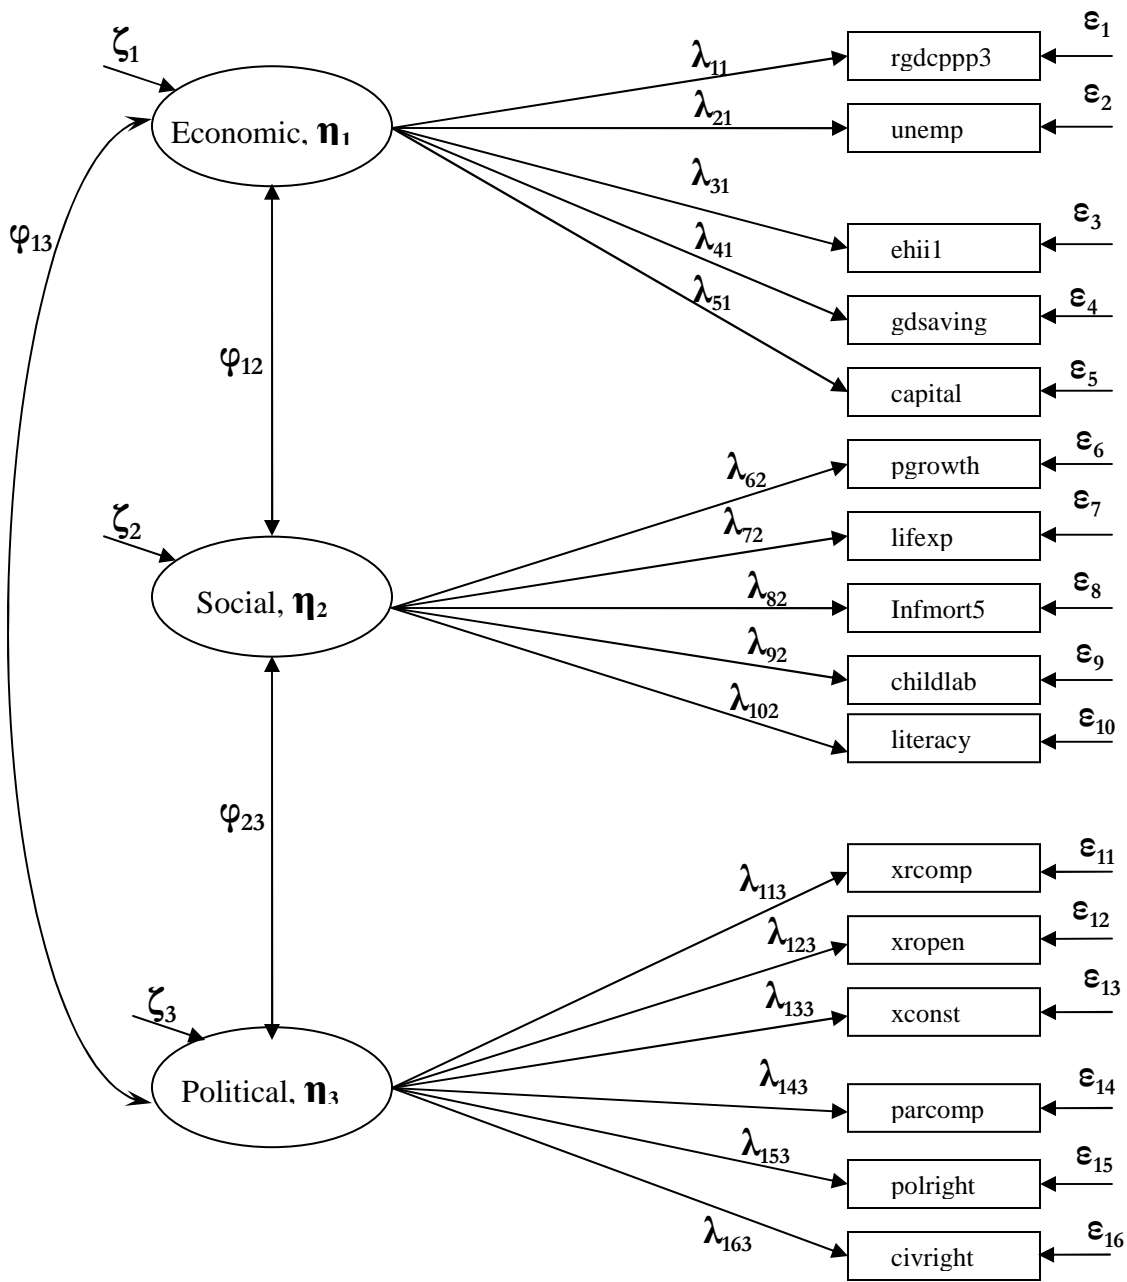 ζ1
Economic, η1
φ13
φ12
ζ2
Social, η2
φ23
ζ3
Political, η3
λ11
λ21
λ31
λ41
λ51
λ62
λ72
λ82
λ92
λ102
λ113
λ123
λ133
λ143
λ153
λ163
rgdcppp3
unemp
ehii1
gdsaving
capital
pgrowth
lifexp
Infmort5
childlab
literacy
xrcomp
xropen
xconst
parcomp
polright
civright
ε1
ε2
ε3
ε4
ε5
ε6
ε7
ε8
ε9
ε10
ε11
ε12
ε13
ε14
ε15
ε16